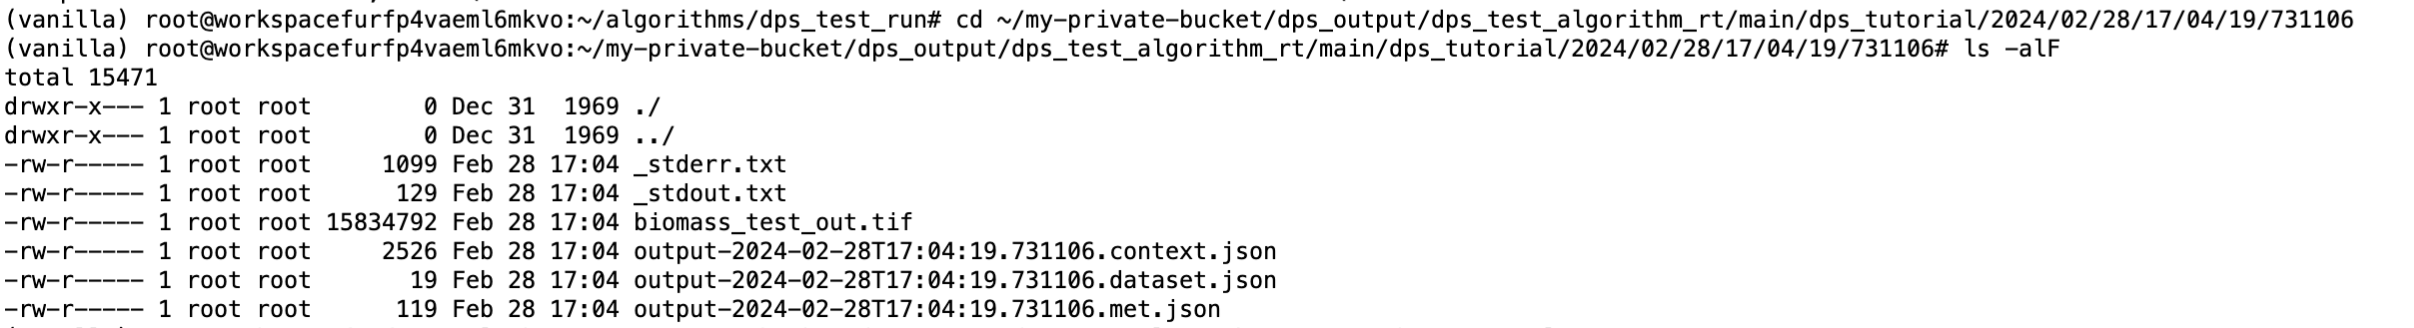 (vanilla) root@workspacefurfp4vaeml6mkvo:~/algorithms/dps_test_run# cd ~/my-private-bucket/dps_output/dps_test_algorithm_rt/main/dps_tutorial/2024/02/28/17/04/19/731106
(vanilla) root@workspacefurfp4vaeml6mkvo:~/my-private-bucket/dps_output/dps_test_algorithm_rt/main/dps_tutorial/2024/02/28/17/04/19/731106# ls -alF
total 15471
drwxr-x--- 1 root root        0 Dec 31  1969 ./
drwxr-x--- 1 root root        0 Dec 31  1969 ../
-rw-r----- 1 root root     1099 Feb 28 17:04 _stderr.txt
-rw-r----- 1 root root      129 Feb 28 17:04 _stdout.txt
-rw-r----- 1 root root 15834792 Feb 28 17:04 biomass_test_out.tif
-rw-r----- 1 root root     2526 Feb 28 17:04 output-2024-02-28T17:04:19.731106.context.json
-rw-r----- 1 root root       19 Feb 28 17:04 output-2024-02-28T17:04:19.731106.dataset.json
-rw-r----- 1 root root      119 Feb 28 17:04 output-2024-02-28T17:04:19.731106.met.json